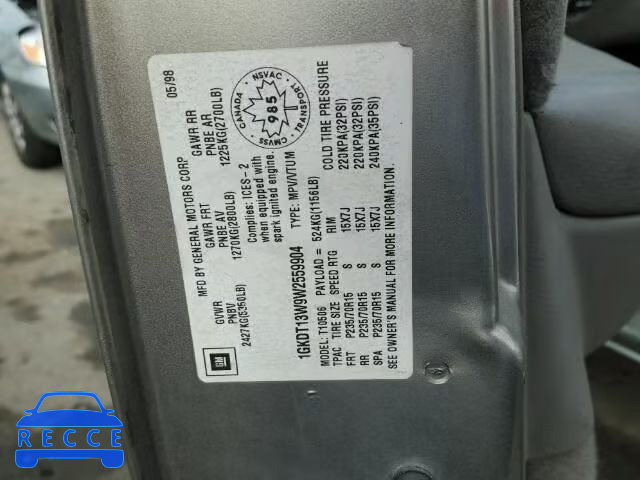 MFD BY GENERAL MOTORS CORP 05/98
GVWR GAWR FRT GAWR RR
PNBV PNBE AV PNBE AR
2427KG(5350LB) 1270KG(2800LB) 1225KG(2700LB)
Complies: ICES-2
when equipped with
spark ignited engine.
CANADA NSVAC TRANSPORT CMVSS
985
GM
1GKDT13W9W2559904 TYPE: MPV/VTUM
MODEL: T10506 PAYLOAD = 524KG(1156LB)
TPAC TIRE SIZE SPEED RTG RIM COLD TIRE PRESSURE
FRT P235/70R15 S 15X7J 220KPA(32PSI)
RR P235/70R15 S 15X7J 220KPA(32PSI)
SPA P235/70R15 S 15X7J 240KPA(35PSI)
SEE OWNER'S MANUAL FOR MORE INFORMATION.
RECCE